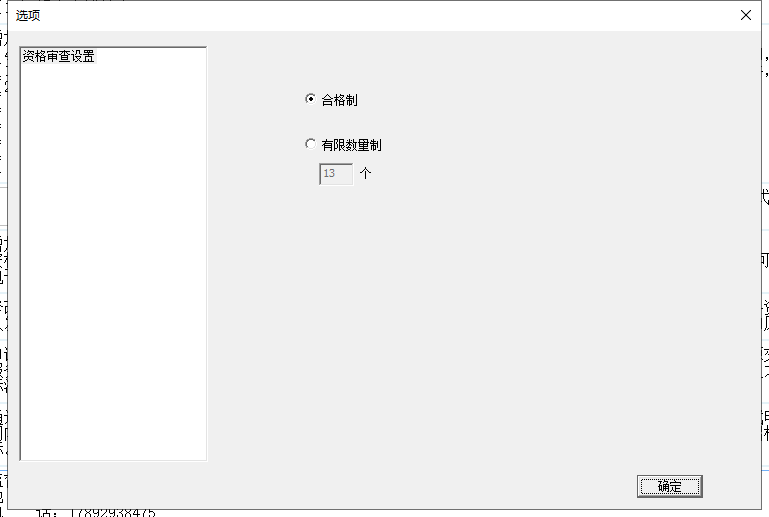 选项
资格审查设置
合格制
有限数量制
13 个
确定
话: 17892938475